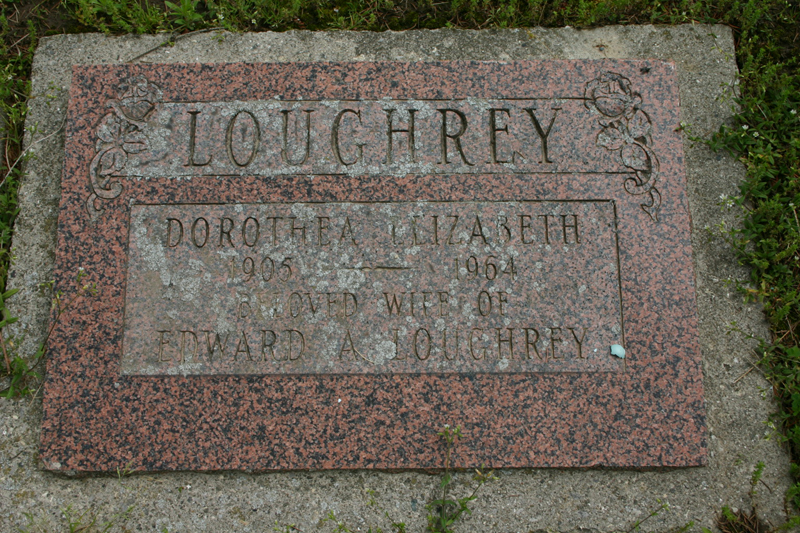 LOUGHREY
DOROTHEA ELIZABETH
1905 — 1964
BELOVED WIFE OF
EDWARD A. LOUGHREY